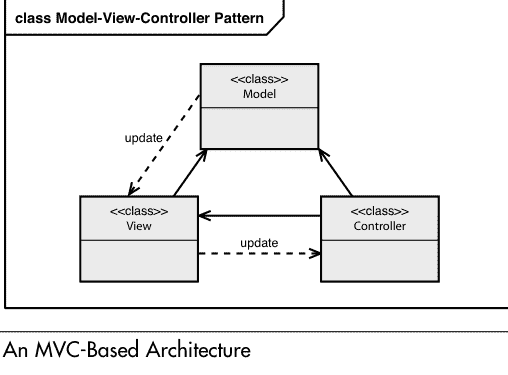 class Model-View-Controller Pattern
<<class>>
Model
update
<<class>>
View
<<class>>
Controller
update
An MVC-Based Architecture